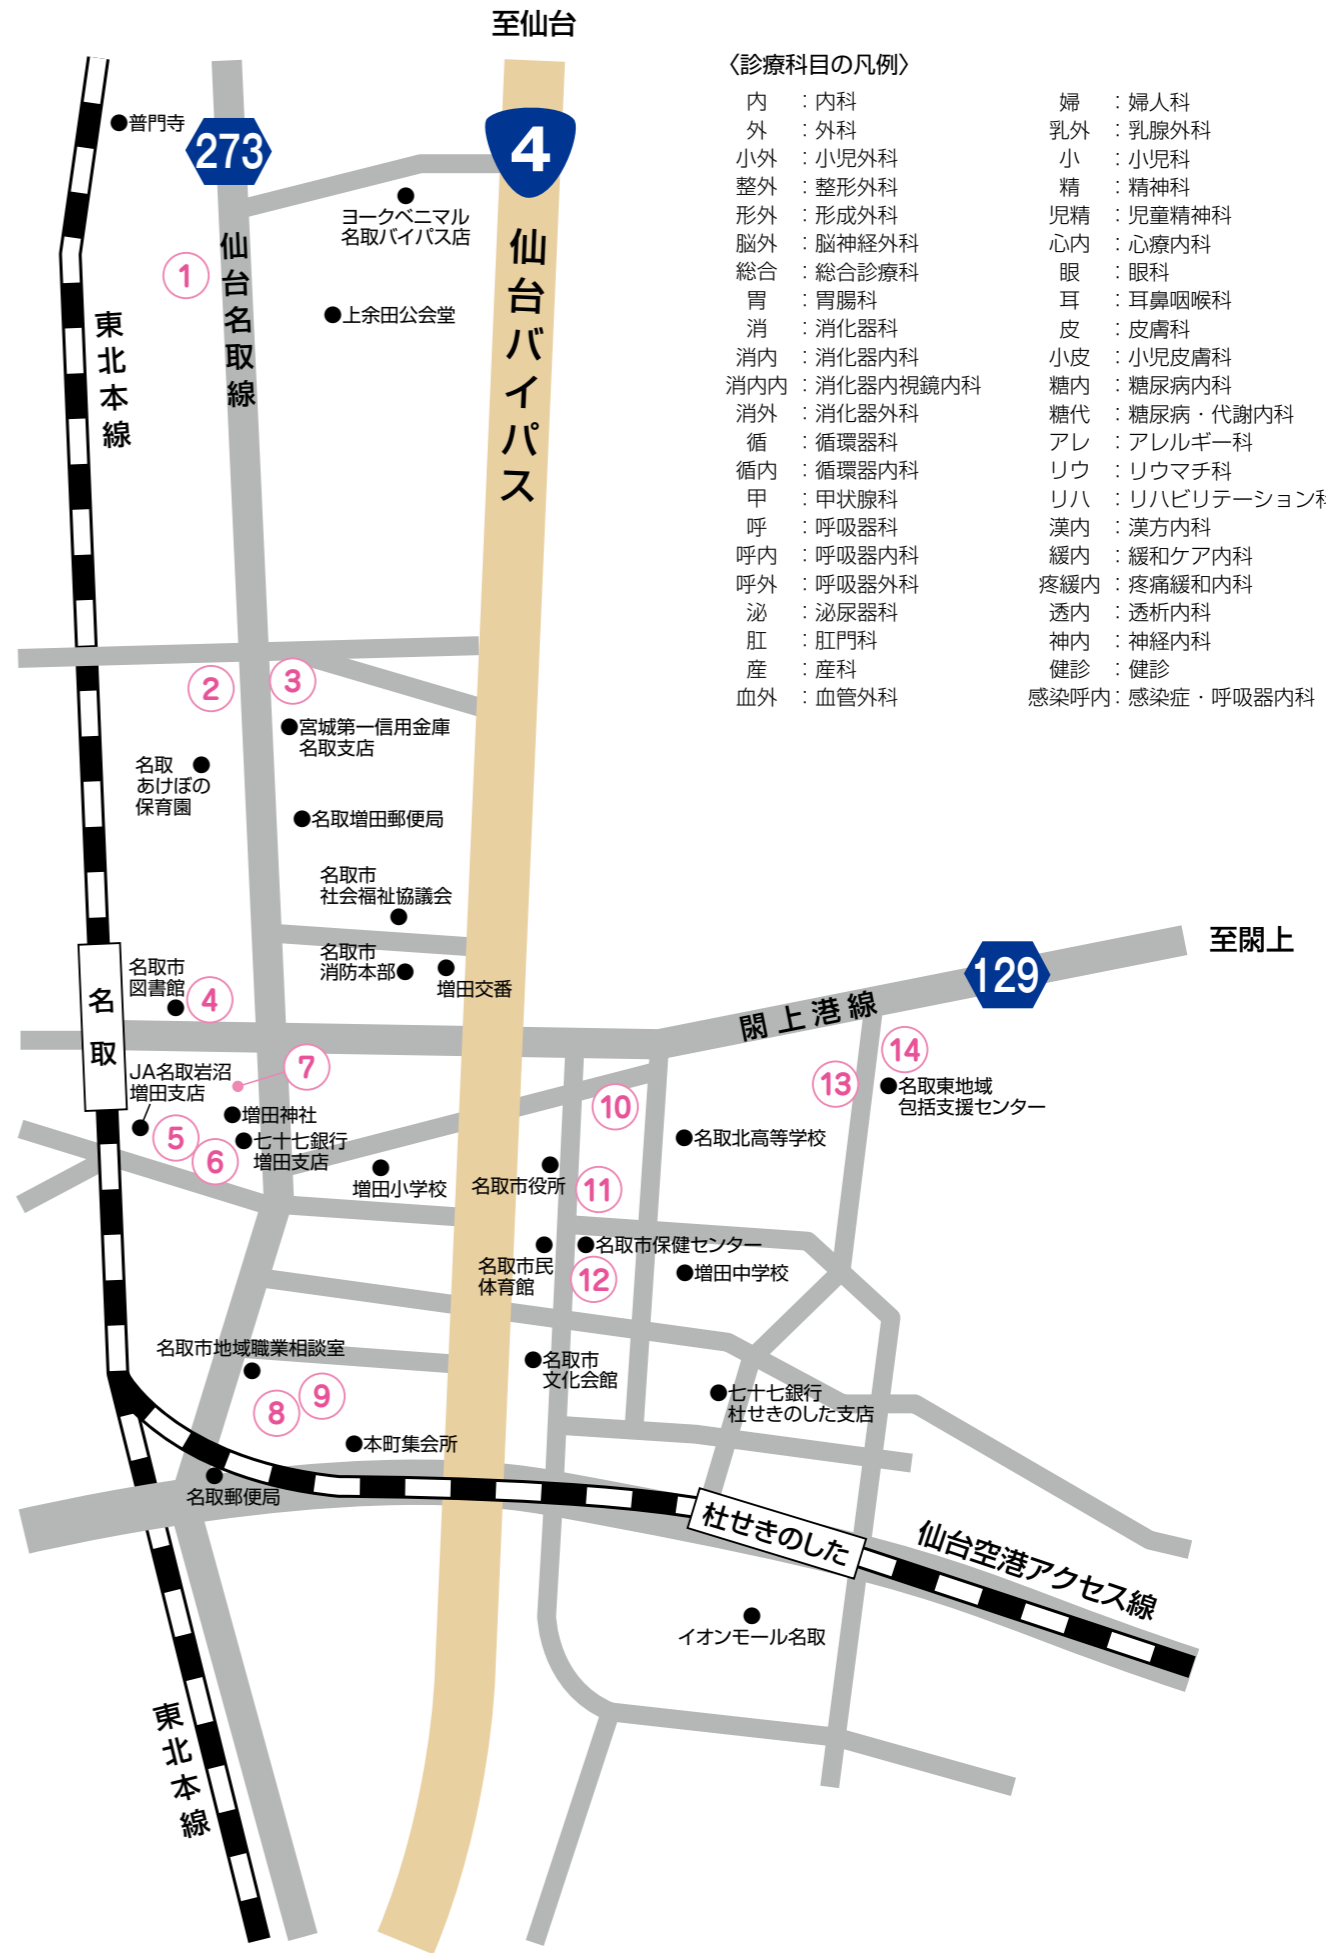 至仙台
〈診療科目の凡例〉
内：内科
外：外科
小外：小児外科
整外：整形外科
形外：形成外科
脳外：脳神経外科
総合：総合診療科
胃：胃腸科
消：消化器科
消内：消化器内科
消内内：消化器内視鏡内科
消外：消化器外科
循：循環器科
循内：循環器内科
甲：甲状腺科
呼：呼吸器科
呼内：呼吸器内科
呼外：呼吸器外科
泌：泌尿器科
肛：肛門科
産：産科
血外：血管外科
婦：婦人科
乳外：乳腺外科
小：小児科
精：精神科
児精：児童精神科
心内：心療内科
眼：眼科
耳：耳鼻咽喉科
皮：皮膚科
小皮：小児皮膚科
糖内：糖尿病内科
糖代：糖尿病・代謝内科
アレ：アレルギー科
リウ：リウマチ科
リハ：リハビリテーション科
漢内：漢方内科
緩内：緩和ケア内科
疼緩内：疼痛緩和内科
透内：透析内科
神内：神経内科
健診：健診
感染呼内：感染症・呼吸器内科
●普門寺
273
4
ヨークベニマル
名取バイパス店
仙台名取線
仙台バイパス
1
●上余田公会堂
東北本線
2
3
●宮城第一信用金庫
名取支店
名取
あけぼの
保育園
●名取増田郵便局
名取市
社会福祉協議会
名取市
消防本部●
増田交番
至閖上
129
閖上港線
名取
名取市
図書館
4
JA名取岩沼
増田支店
7
●増田神社
5
6
●七十七銀行
増田支店
増田小学校
10
13
14
●名取東地域
包括支援センター
●名取北高等学校
名取市役所
11
●名取市保健センター
名取市民
体育館
12
●増田中学校
名取市地域職業相談室
8
9
●名取市
文化会館
●七十七銀行
杜せきのした支店
●本町集会所
名取郵便局
杜せきのした
仙台空港アクセス線
イオンモール名取
東北本線